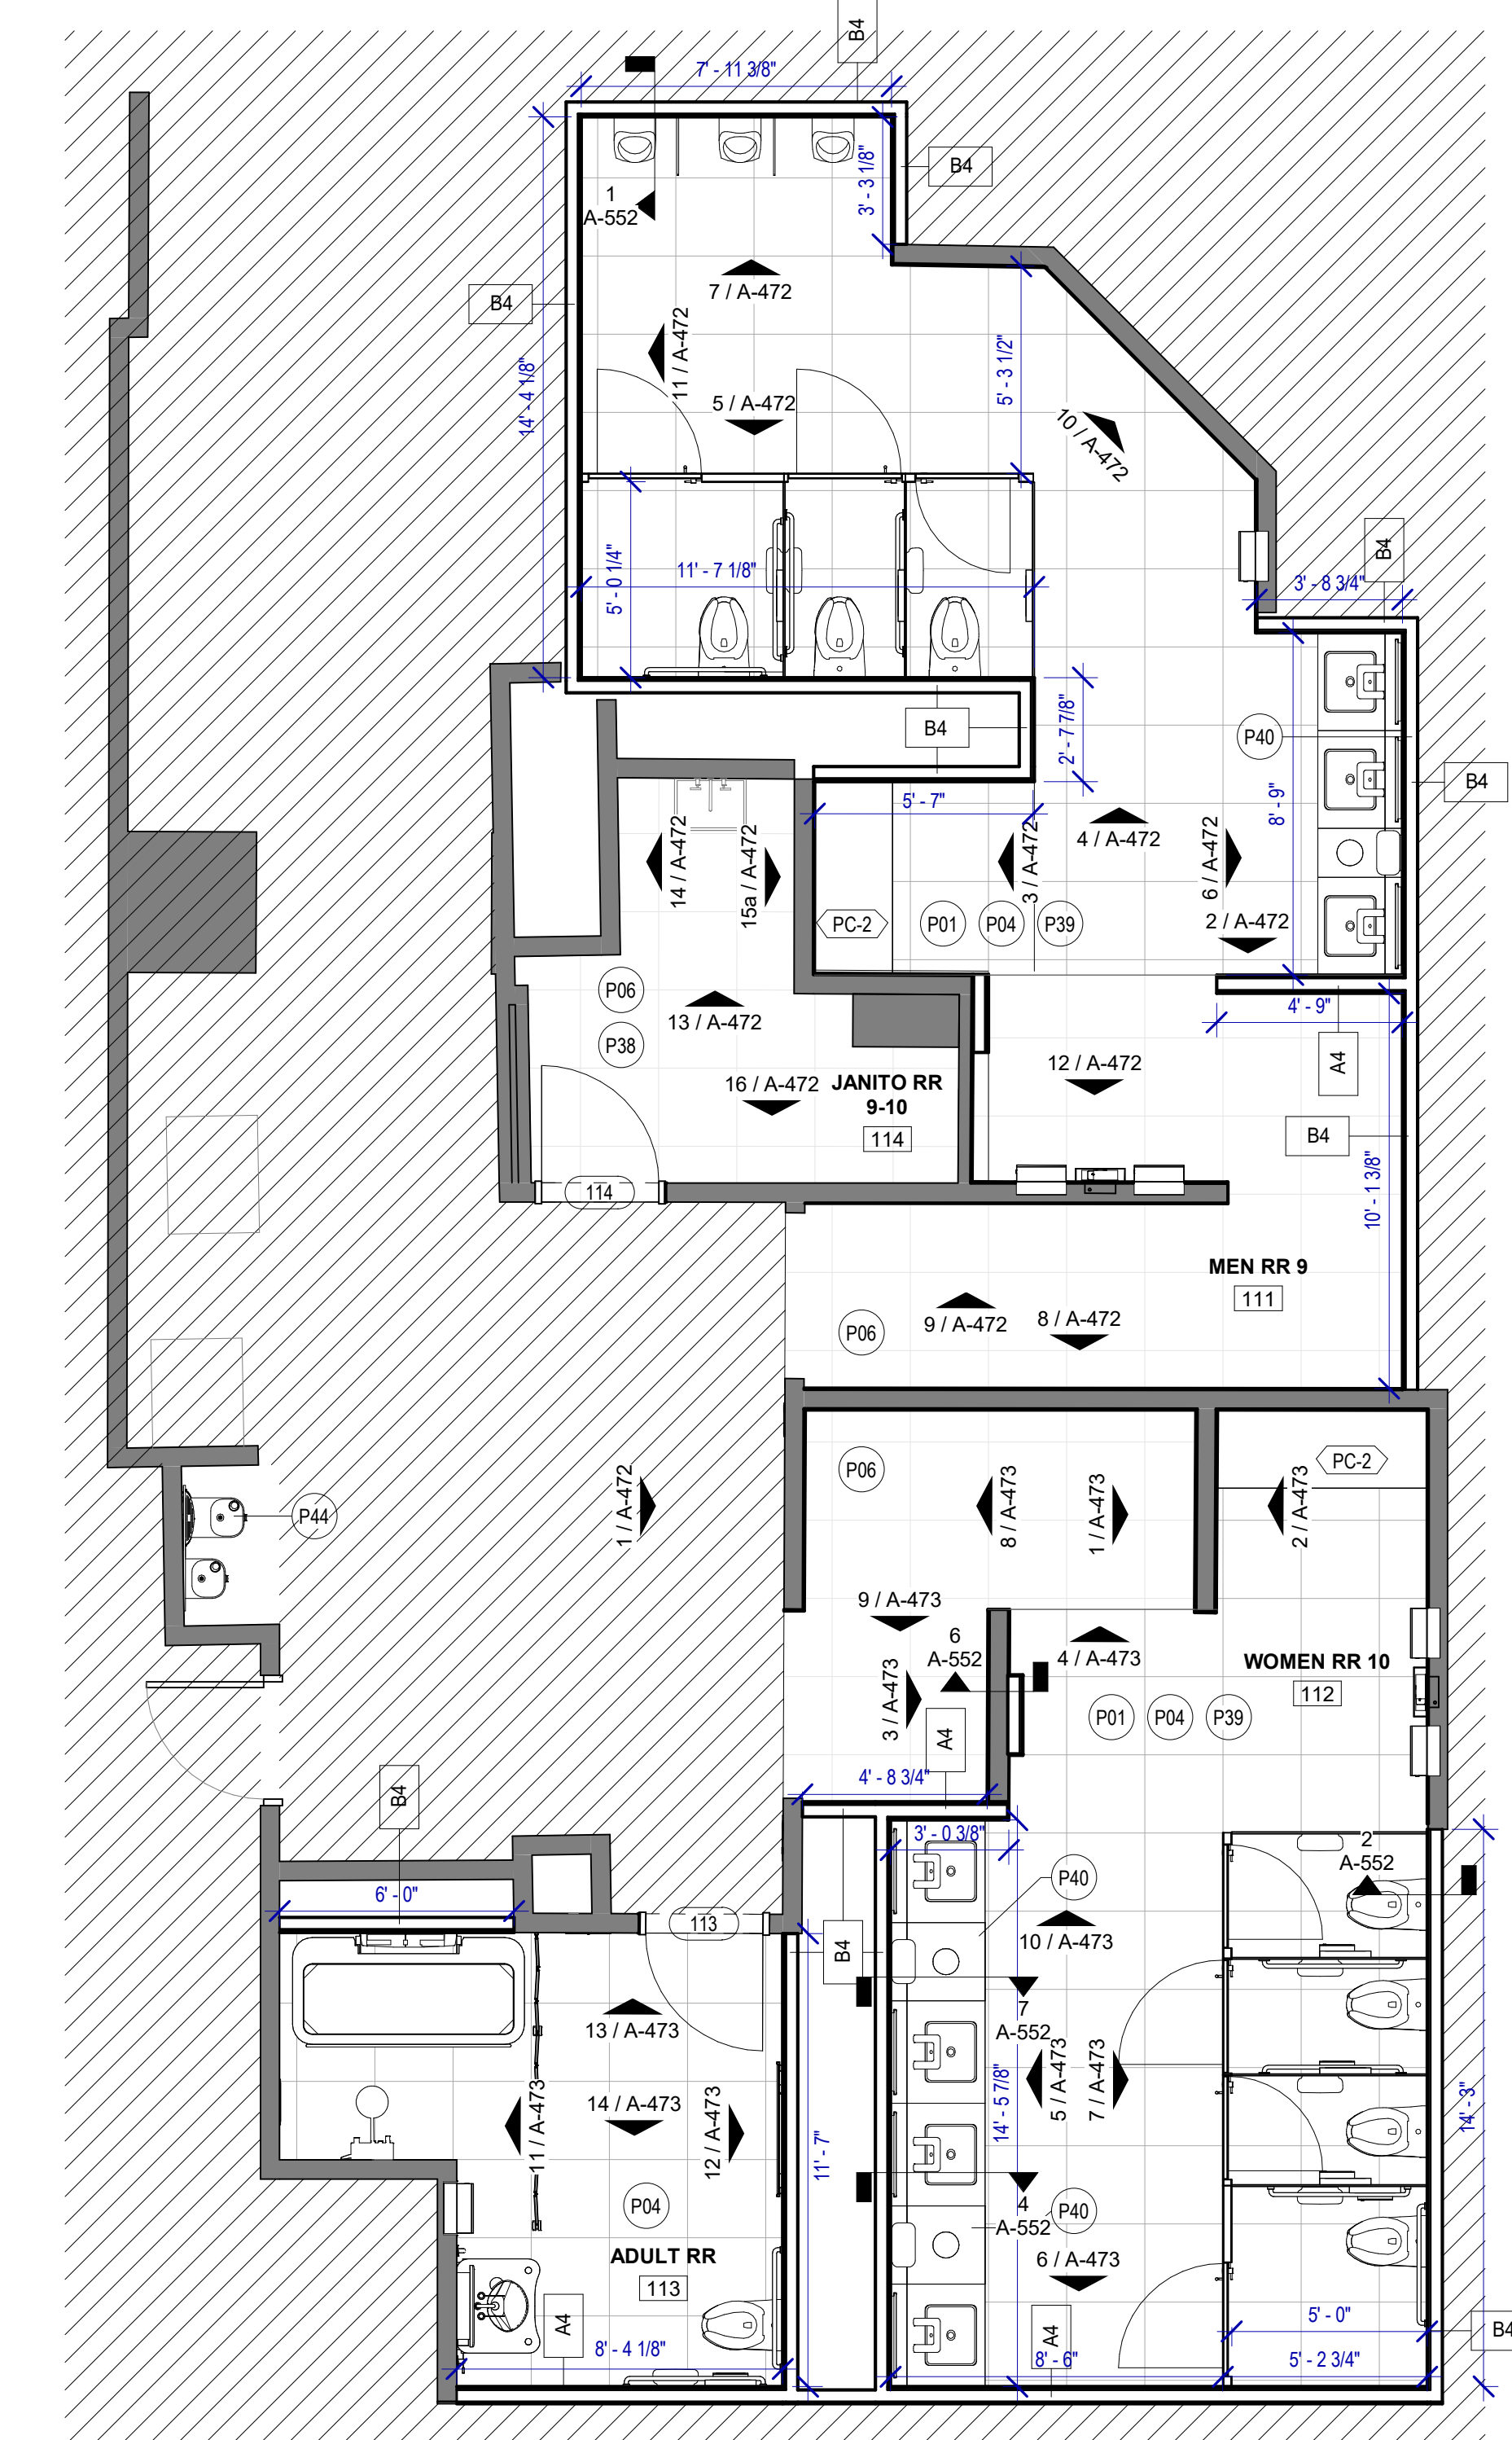 B4
7' - 11 3/8"
3' - 3 1/8"
B4
1
A-552
7 / A-472
B4
11 / A-472
14' - 4 1/8"
5' - 3 1/2"
5 / A-472
10 / A-472
B4
5' - 0 1/4"
11' - 7 1/8"
3' - 8 3/4"
B4
2' - 7 7/8"
P40
B4
5' - 7"
8' - 9"
14 / A-472
15a / A-472
3 / A-472
4 / A-472
6 / A-472
PC-2
P01
P04
P39
2 / A-472
P06
13 / A-472
4' - 9"
P38
12 / A-472
A4
16 / A-472
JANITO RR
9-10
114
B4
114
10' - 1 3/8"
MEN RR 9
111
P06
9 / A-472
8 / A-472
P06
PC-2
P44
1 / A-472
8 / A-473
1 / A-473
2 / A-473
9 / A-473
6
A-552
4 / A-473
WOMEN RR 10
112
3 / A-473
P01
P04
P39
A4
B4
4' - 8 3/4"
3' - 0 3/8"
2
A-552
P40
6' - 0"
113
B4
10 / A-473
13 / A-473
7
A-552
14 / A-473
11 / A-473
12 / A-473
5 / A-473
7 / A-473
14' - 5 7/8"
11' - 7"
14' - 3"
P04
4
A-552
P40
ADULT RR
113
6 / A-473
A4
8' - 4 1/8"
A4
8' - 6"
5' - 0"
B4
5' - 2 3/4"